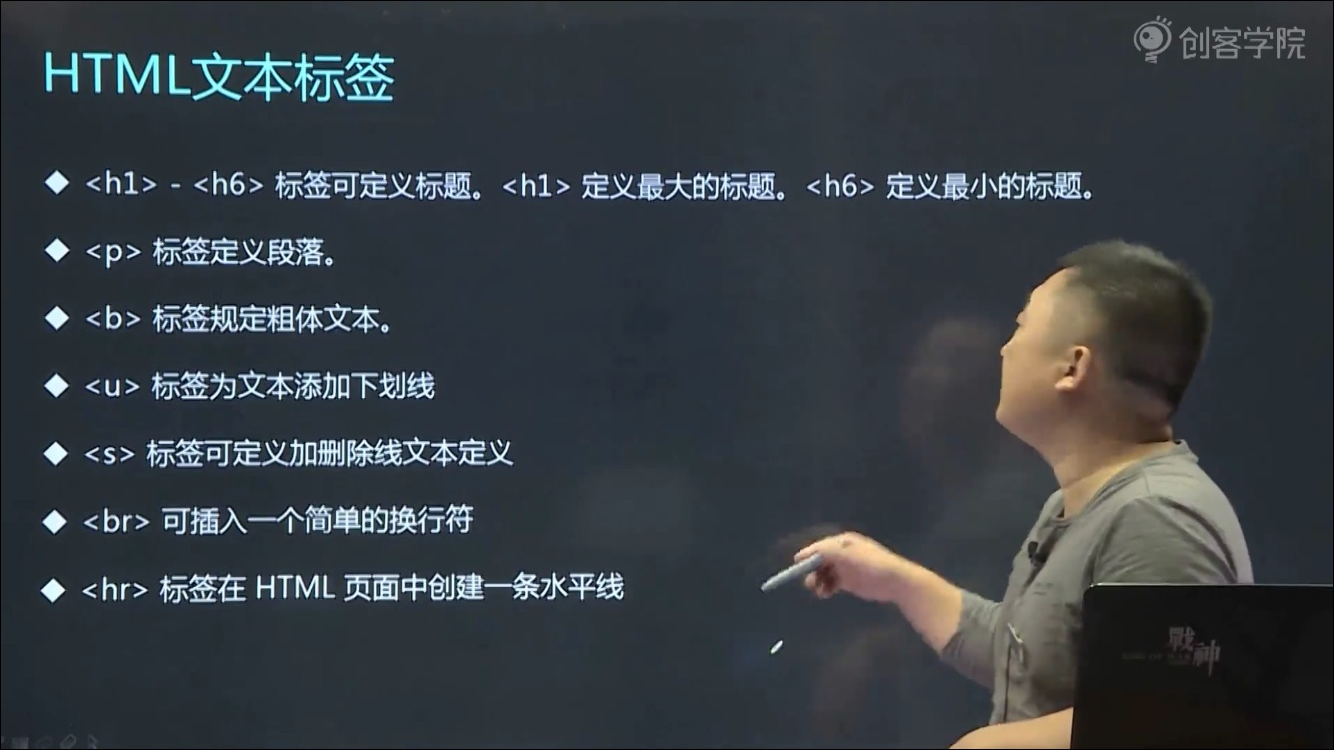 创客学院
HTML文本标签
◆ <h1> - <h6> 标签可定义标题。<h1> 定义最大的标题。<h6> 定义最小的标题。
◆ <p> 标签定义段落。
◆ <b> 标签规定粗体文本。
◆ <u> 标签为文本添加下划线
◆ <s> 标签可定义加删除线文本定义
◆ <br> 可插入一个简单的换行符
◆ <hr> 标签在 HTML 页面中创建一条水平线
戰神